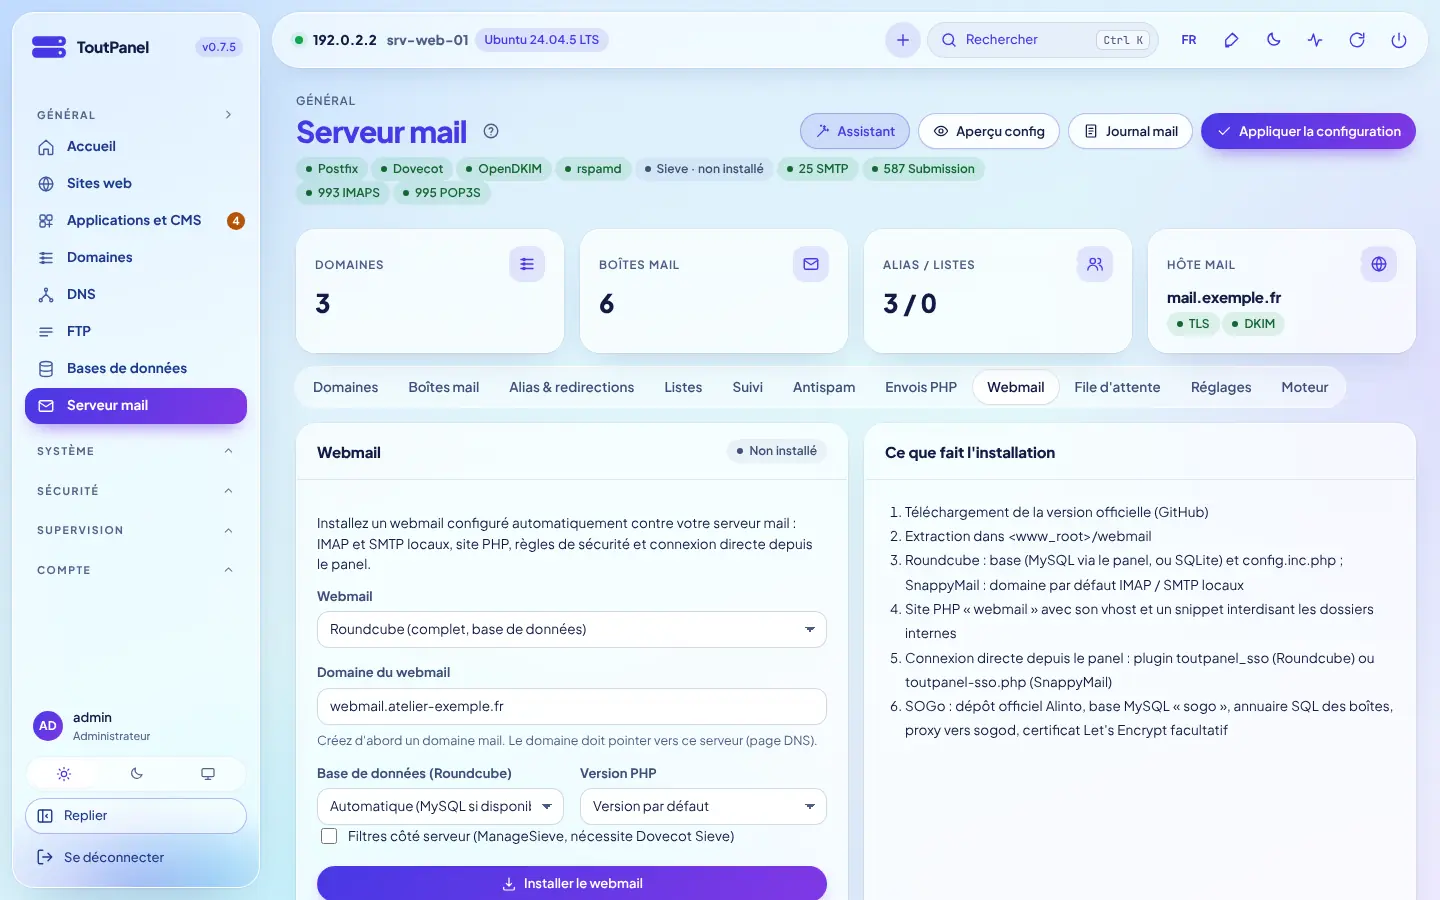 ToutPanel v0.7.5
GÉNÉRAL
Accueil
Sites web
Applications et CMS 4
Domaines
DNS
FTP
Bases de données
Serveur mail
SYSTÈME
SÉCURITÉ
SUPERVISION
COMPTE
AD admin
Administrateur
Replier
Se déconnecter
192.0.2.2 srv-web-01 Ubuntu 24.04.5 LTS
Rechercher Ctrl K FR
GÉNÉRAL
Serveur mail
Assistant Aperçu config Journal mail Appliquer la configuration
Postfix Dovecot OpenDKIM rspamd Sieve · non installé 25 SMTP 587 Submission
993 IMAPS 995 POP3S
DOMAINES
3
BOÎTES MAIL
6
ALIAS / LISTES
3 / 0
HÔTE MAIL
mail.exemple.fr
TLS DKIM
Domaines Boîtes mail Alias & redirections Listes Suivi Antispam Envois PHP Webmail File d'attente Réglages Moteur
Webmail Non installé
Installez un webmail configuré automatiquement contre votre serveur mail :
IMAP et SMTP locaux, site PHP, règles de sécurité et connexion directe depuis
le panel.
Webmail
Roundcube (complet, base de données)
Domaine du webmail
webmail.atelier-exemple.fr
Créez d'abord un domaine mail. Le domaine doit pointer vers ce serveur (page DNS).
Base de données (Roundcube) Version PHP
Automatique (MySQL si disponib Version par défaut
Filtres côté serveur (ManageSieve, nécessite Dovecot Sieve)
Installer le webmail
Ce que fait l'installation
1. Téléchargement de la version officielle (GitHub)
2. Extraction dans <www_root>/webmail
3. Roundcube : base (MySQL via le panel, ou SQLite) et config.inc.php ;
SnappyMail : domaine par défaut IMAP / SMTP locaux
4. Site PHP « webmail » avec son vhost et un snippet interdisant les dossiers
internes
5. Connexion directe depuis le panel : plugin toutpanel_sso (Roundcube) ou
toutpanel-sso.php (SnappyMail)
6. SOGo : dépôt officiel Alinto, base MySQL « sogo », annuaire SQL des boîtes,
proxy vers sogod, certificat Let's Encrypt facultatif